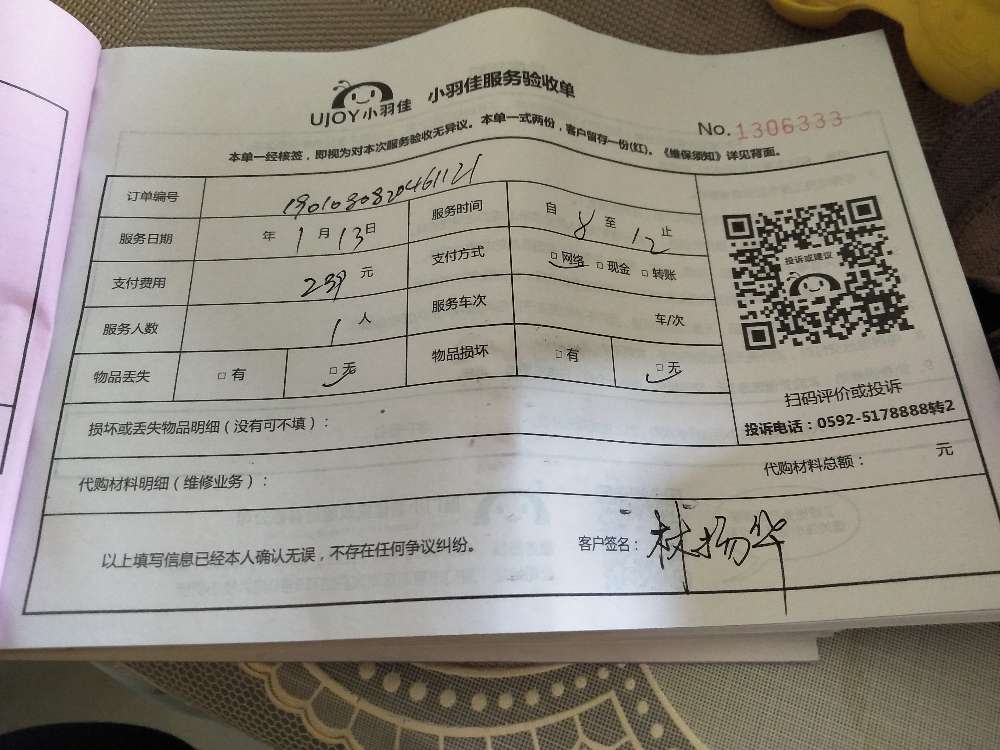 UJOY小羽佳 小羽佳服务验收单
No. 1306333
本单一经核签，即视为对本次服务验收无异议。本单一式两份，客户留存一份(红)。《维保须知》详见背面。
订单编号 1901080820461121
服务日期 年 1 月 13 日 服务时间 自 8 至 12 止
支付费用 239 元 支付方式 □ 网络 □ 现金 □ 转账
服务人数 1 人 服务车次 车/次
物品丢失 □ 有 □ 无 物品损坏 □ 有 □ 无
投诉或建议
扫码评价或投诉
投诉电话：0592-5178888转2
损坏或丢失物品明细（没有可不填）：
代购材料明细（维修业务）： 代购材料总额： 元
以上填写信息已经本人确认无误，不存在任何争议纠纷。 客户签名：林扬华